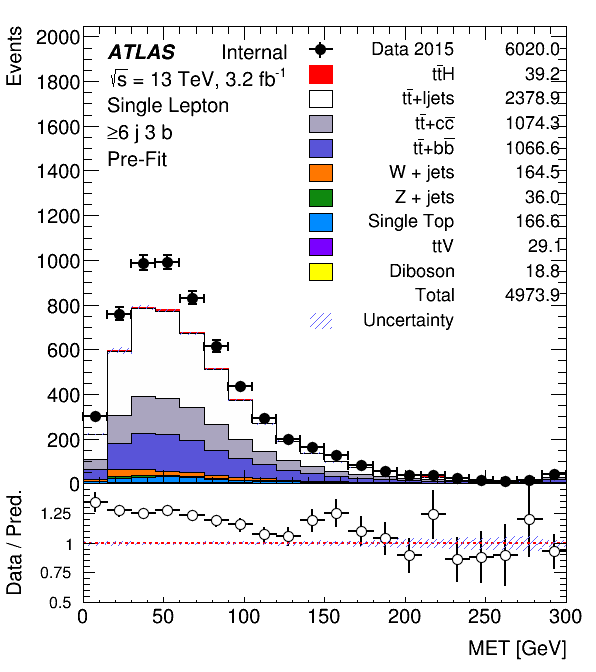 Events
2000
1800
1600
1400
1200
1000
800
600
400
200
0
ATLAS Internal
√s = 13 TeV, 3.2 fb⁻¹
Single Lepton
≥6 j 3 b
Pre-Fit
Data 2015 6020.0
tt̄H 39.2
tt̄+ljets 2378.9
tt̄+cc̄ 1074.3
tt̄+bb̄ 1066.6
W + jets 164.5
Z + jets 36.0
Single Top 166.6
ttV 29.1
Diboson 18.8
Total 4973.9
Uncertainty
Data / Pred.
1.25
1
0.75
0.5
0 50 100 150 200 250 300
MET [GeV]